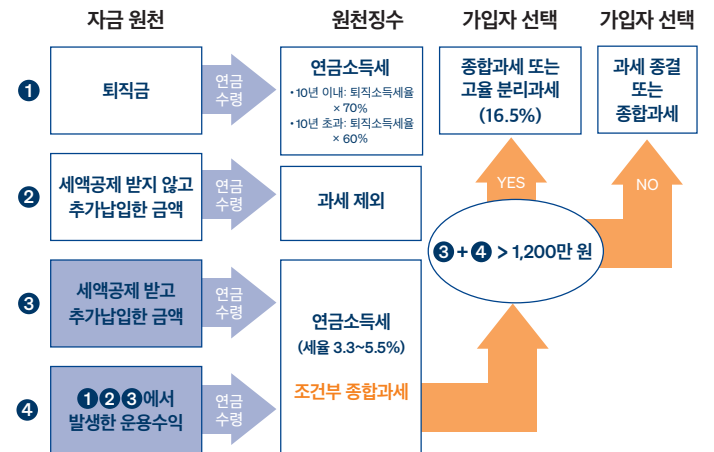 자금 원천
원천징수
가입자 선택
가입자 선택
1
퇴직금
연금
수령
연금소득세
• 10년 이내: 퇴직소득세율
× 70%
• 10년 초과: 퇴직소득세율
× 60%
종합과세 또는
고율 분리과세
(16.5%)
과세 종결
또는
종합과세
2
세액공제 받지 않고
추가납입한 금액
연금
수령
과세 제외
YES
NO
3 + 4 > 1,200만 원
3
세액공제 받고
추가납입한 금액
연금
수령
연금소득세
(세율 3.3~5.5%)
조건부 종합과세
4
1 2 3에서
발생한 운용수익
연금
수령